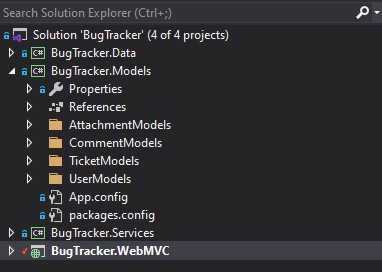 Search Solution Explorer (Ctrl+;)
Solution 'BugTracker' (4 of 4 projects)
C# BugTracker.Data
C# BugTracker.Models
Properties
References
AttachmentModels
CommentModels
TicketModels
UserModels
App.config
packages.config
C# BugTracker.Services
BugTracker.WebMVC